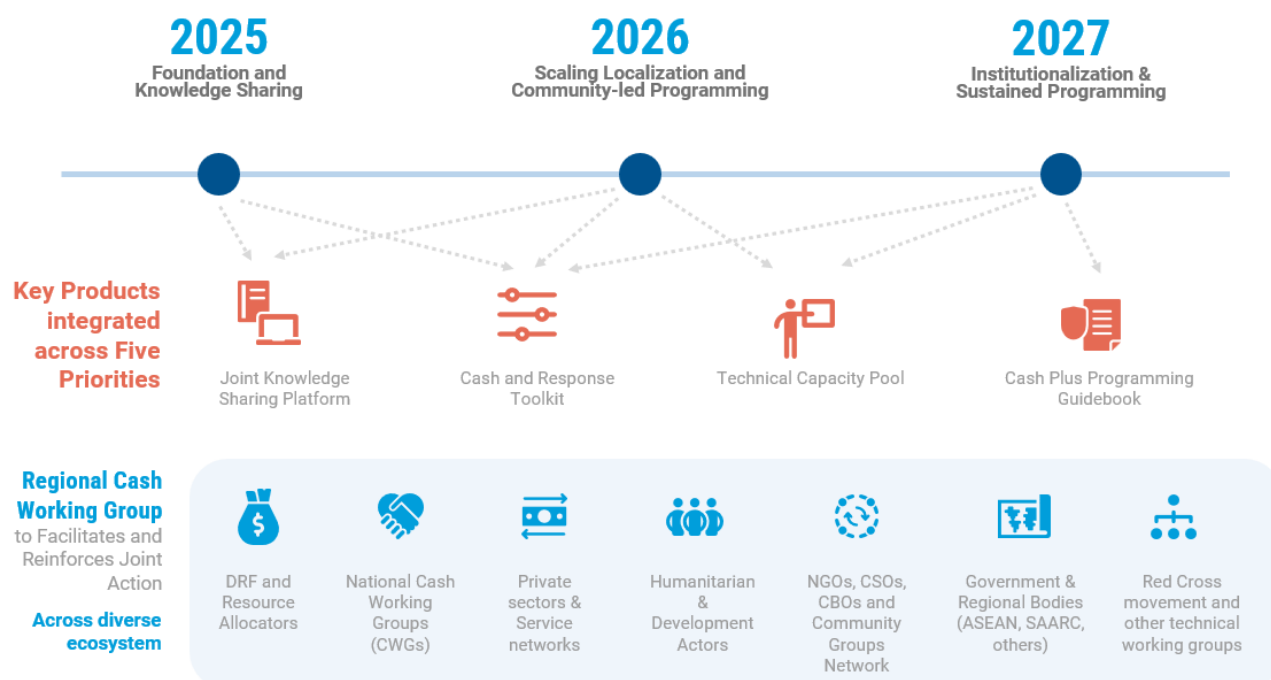 2025
Foundation and
Knowledge Sharing
2026
Scaling Localization and
Community-led Programming
2027
Institutionalization &
Sustained Programming
Key Products
integrated
across Five
Priorities
Joint Knowledge
Sharing Platform
Cash and Response
Toolkit
Technical Capacity Pool
Cash Plus Programming
Guidebook
Regional Cash
Working Group
to Facilitates and
Reinforces Joint
Action
Across diverse
ecosystem
$
DRF and
Resource
Allocators
National Cash
Working
Groups
(CWGs)
Private
sectors &
Service
networks
Humanitarian
&
Development
Actors
NGOs, CSOs,
CBOs and
Community
Groups
Network
Government &
Regional Bodies
(ASEAN, SAARC,
others)
Red Cross
movement and
other technical
working groups